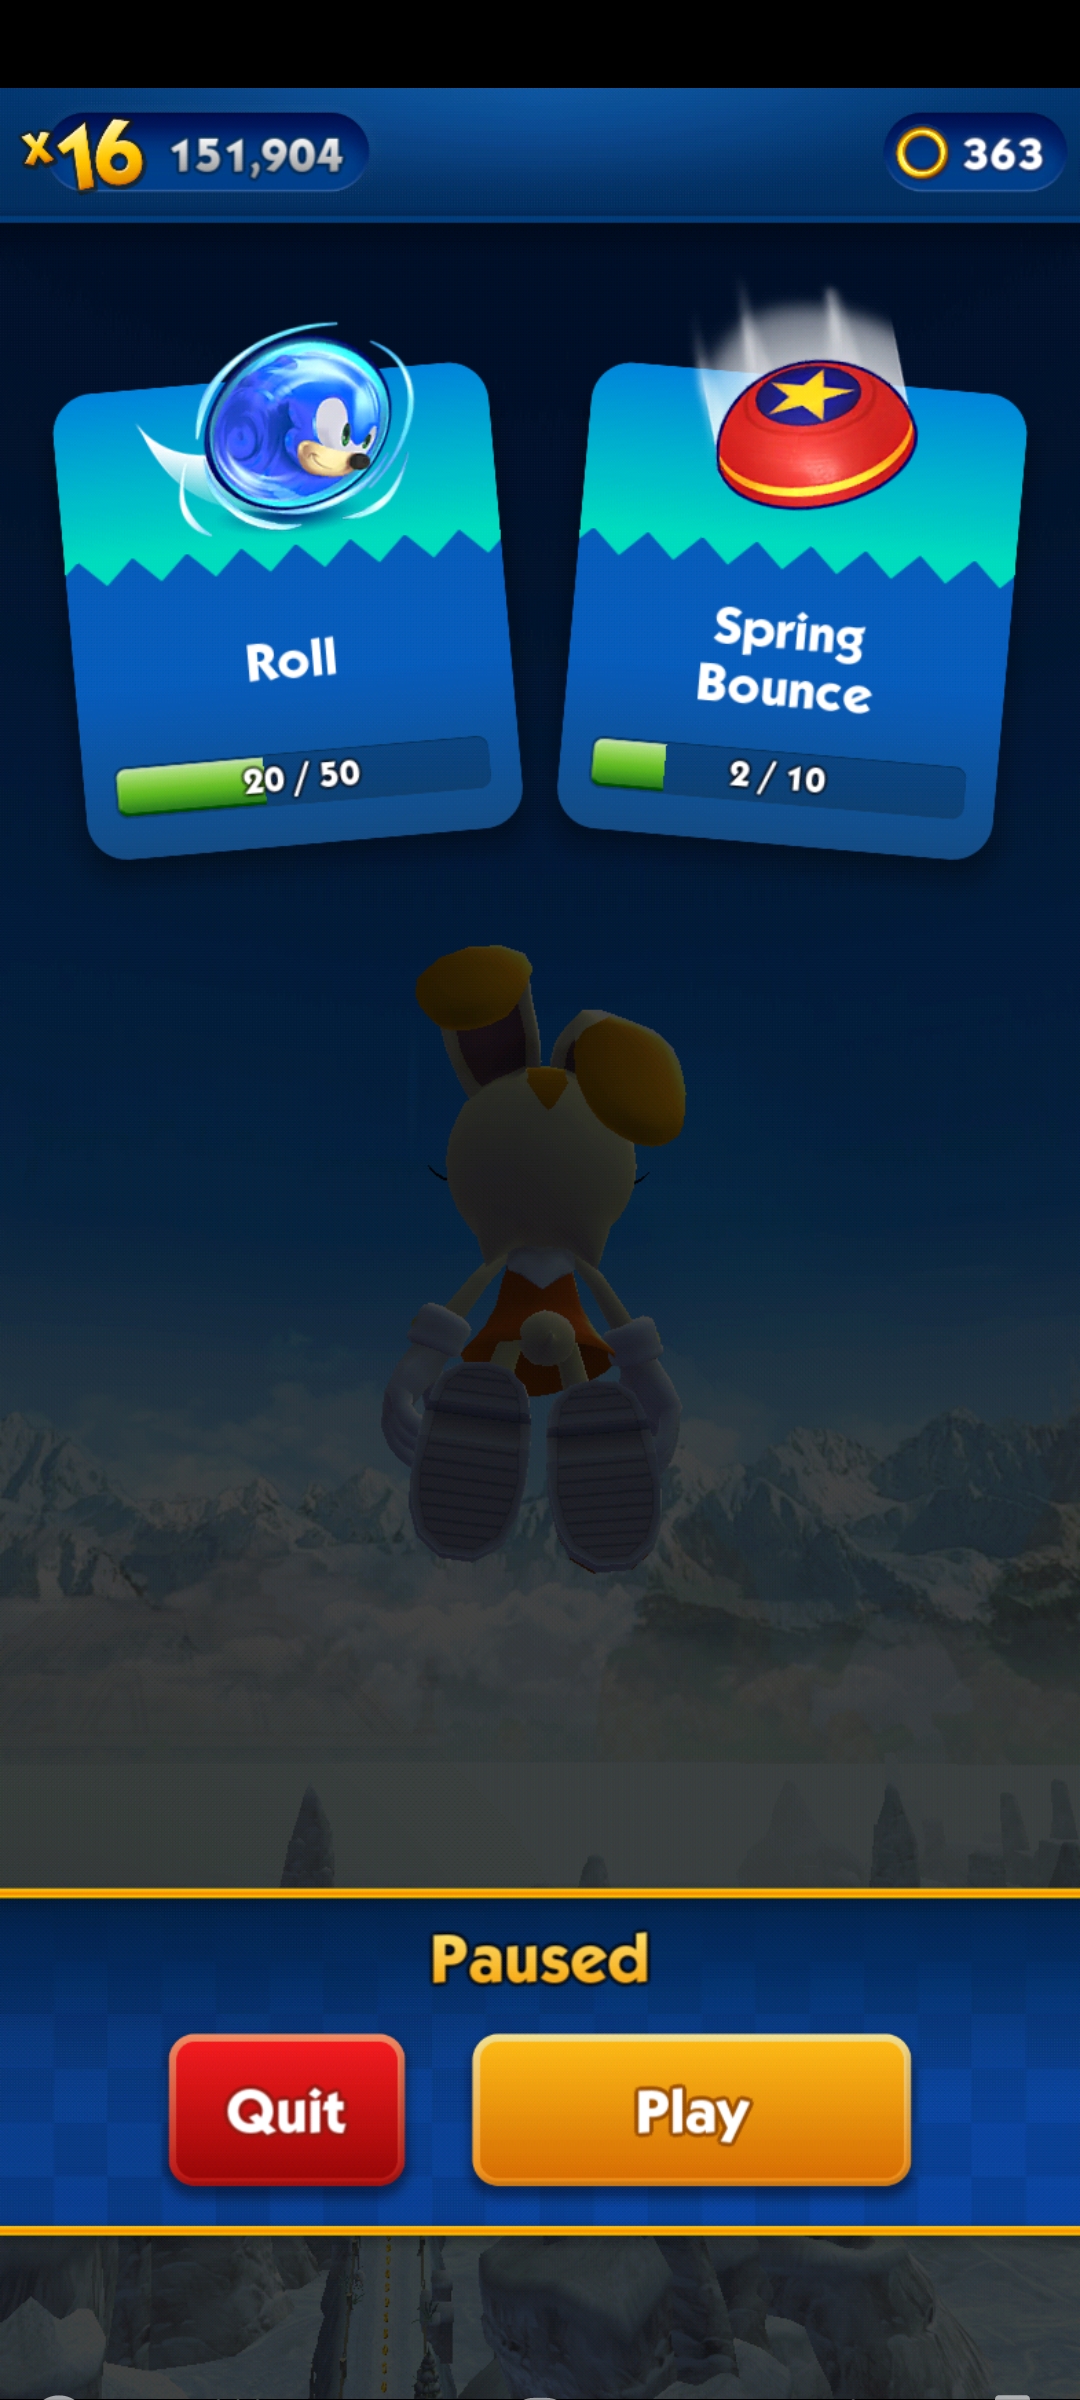 x16 151,904
363
Roll
20 / 50
Spring
Bounce
2 / 10
Paused
Quit
Play